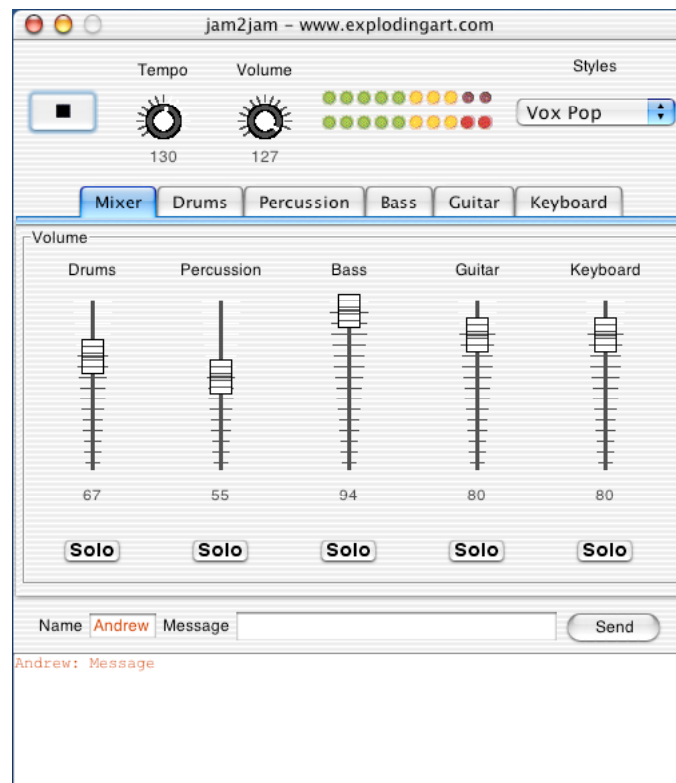 jam2jam – www.explodingart.com
Tempo Volume Styles
Vox Pop
130 127
Mixer Drums Percussion Bass Guitar Keyboard
Volume
Drums Percussion Bass Guitar Keyboard
67 55 94 80 80
Solo Solo Solo Solo Solo
Name Andrew Message Send
Andrew: Message